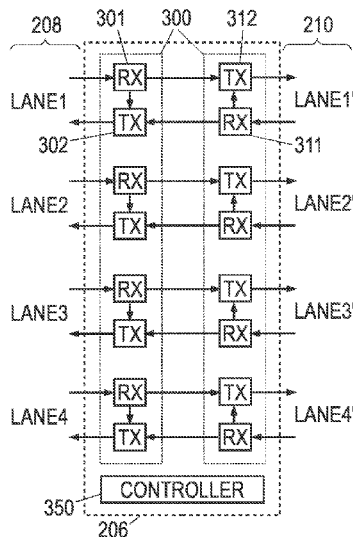 208 301 300 312 210
RX TX
LANE1 LANE1'
TX RX
302 311
RX TX
LANE2 LANE2'
TX RX
RX TX
LANE3 LANE3'
TX RX
RX TX
LANE4 LANE4'
TX RX
CONTROLLER
350
206